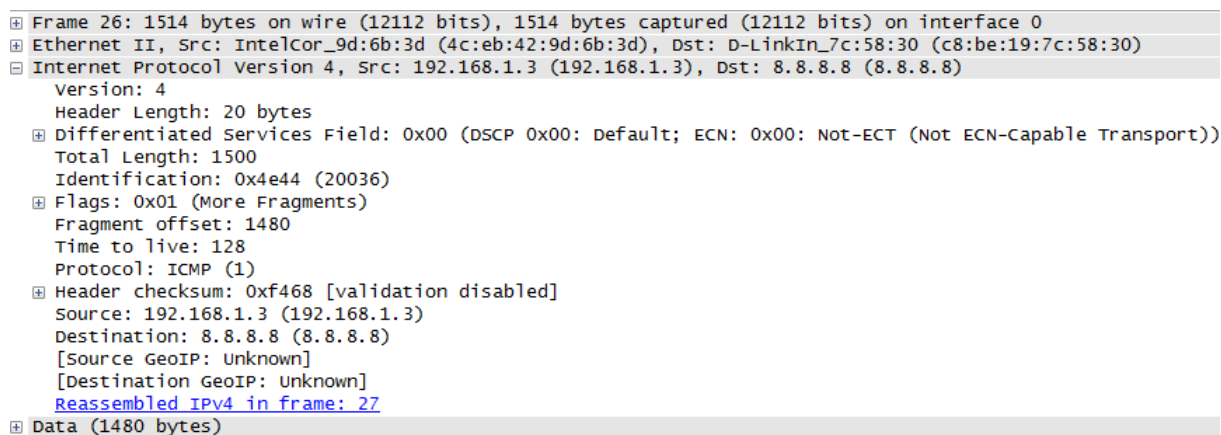 Frame 26: 1514 bytes on wire (12112 bits), 1514 bytes captured (12112 bits) on interface 0
Ethernet II, Src: IntelCor_9d:6b:3d (4c:eb:42:9d:6b:3d), Dst: D-LinkIn_7c:58:30 (c8:be:19:7c:58:30)
Internet Protocol Version 4, Src: 192.168.1.3 (192.168.1.3), Dst: 8.8.8.8 (8.8.8.8)
Version: 4
Header Length: 20 bytes
Differentiated Services Field: 0x00 (DSCP 0x00: Default; ECN: 0x00: Not-ECT (Not ECN-Capable Transport))
Total Length: 1500
Identification: 0x4e44 (20036)
Flags: 0x01 (More Fragments)
Fragment offset: 1480
Time to live: 128
Protocol: ICMP (1)
Header checksum: 0xf468 [validation disabled]
Source: 192.168.1.3 (192.168.1.3)
Destination: 8.8.8.8 (8.8.8.8)
[Source GeoIP: Unknown]
[Destination GeoIP: Unknown]
Reassembled IPv4 in frame: 27
Data (1480 bytes)